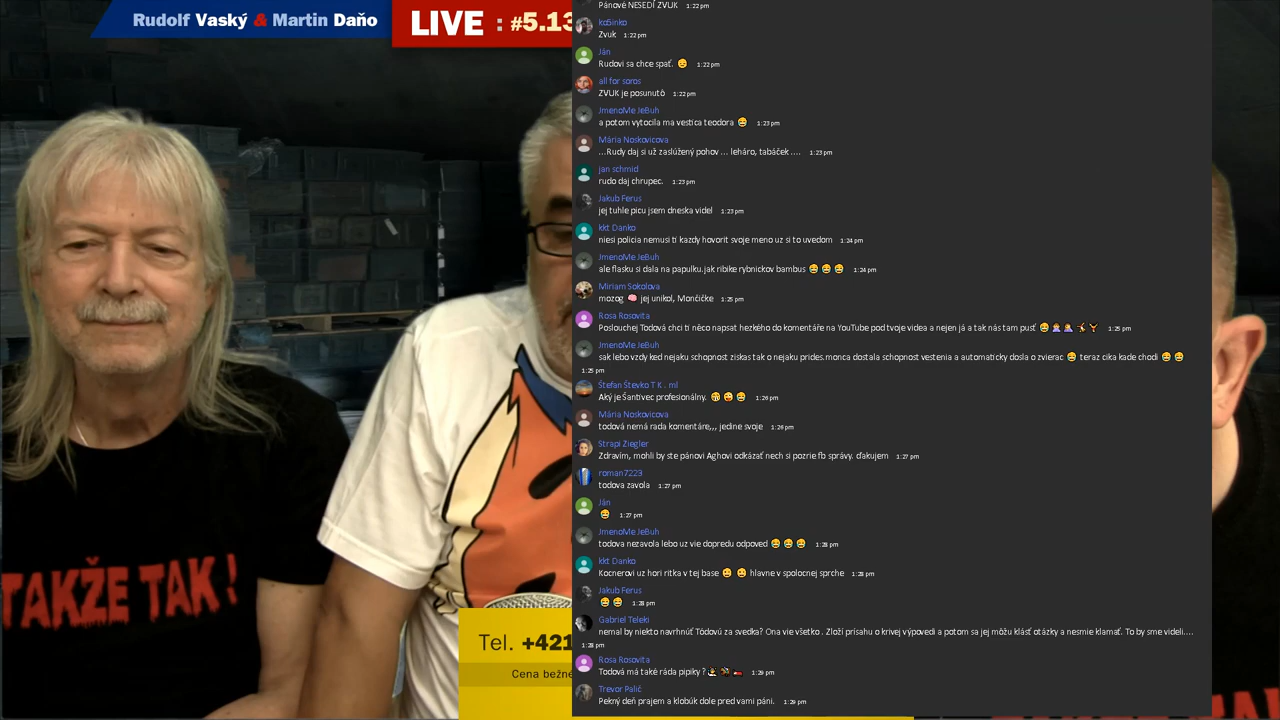 Rudolf Vaský & Martin Daňo
LIVE : #5.13
Pánové NESEDÍ ZVUK 1:22 pm
košinko
Zvuk 1:22 pm
Ján
Rudovi sa chce spať. 😞 1:22 pm
all for soros
ZVUK je posunutô 1:22 pm
JmenoMe JeBuh
a potom vytocila ma vestica teodora 😅 1:23 pm
Mária Noskovicova
...Rudy daj si už zaslúžený pohov ... leháro, tabáček .... 1:23 pm
jan schmid
rudo daj chrupec. 1:23 pm
Jakub Ferus
jej tuhle picu jsem dneska videl 1:23 pm
kkt Danko
niesi policia nemusi ti kazdy hovorit svoje meno uz si to uvedom 1:24 pm
JmenoMe JeBuh
ale flasku si dala na papulku.jak ribike rybnickov bambus 😅 😅 😅 1:24 pm
Miriam Sokolova
mozog 🧠 jej unikol, Mončičke 1:25 pm
Rosa Rosovita
Poslouchej Todová chci ti něco napsat hezkého do komentáře na YouTube pod tvoje videa a nejen já a tak nás tam pusť
JmenoMe JeBuh
1:25 pm
sak lebo vzdy ked nejaku schopnost ziskas tak o nejaku prides.monca dostala schopnost vestenia a automaticky dosla o zvierac 😅 teraz cika kade chodi 😅 😅
1:25 pm
Štefan Števko T K . ml
Aký je Šantivec profesionálny. 1:26 pm
Mária Noskovicova
todová nemá rada komentáre,,, jedine svoje 1:26 pm
Strapi Ziegler
Zdravím, mohli by ste pánovi Aghovi odkázať nech si pozrie fb správy. ďakujem 1:27 pm
roman7223
todova zavola 1:27 pm
Ján
😅 1:27 pm
JmenoMe JeBuh
todova nezavola lebo uz vie dopredu odpoved 😅 😅 😅 1:28 pm
kkt Danko
Kocnerovi uz hori ritka v tej base hlavne v spolocnej sprche 1:28 pm
Jakub Ferus
😅 😅 1:28 pm
Gabriel Teleki
nemal by niekto navrhnúť Tódovú za svedka? Ona vie všetko . Zloží prísahu o krivej výpovedi a potom sa jej môžu klásť otázky a nesmie klamať. To by sme videli....
1:28 pm
Rosa Rosovita
Todová má také ráda pipiky ? 1:29 pm
Trevor Palič
Pekný deň prajem a klobúk dole pred vami páni. 1:29 pm
TAKŽE TAK !
Tel. +421
Cena bežné